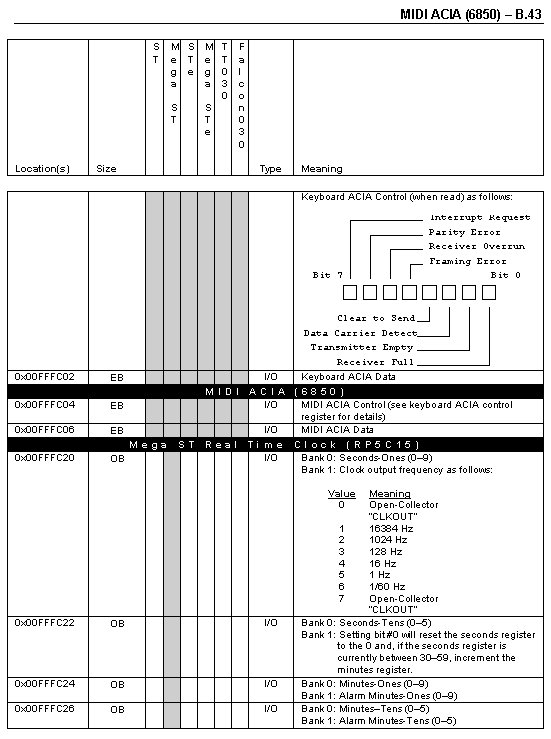 MIDI ACIA (6850) – B.43
Location(s) Size ST Mega ST STe Mega STe TT030 Falcon030 Type Meaning
Keyboard ACIA Control (when read) as follows:
Interrupt Request
Parity Error
Receiver Overrun
Framing Error
Bit 7 Bit 0
Clear to Send
Data Carrier Detect
Transmitter Empty
Receiver Full
0x00FFFC02 EB I/O Keyboard ACIA Data
MIDI ACIA (6850)
0x00FFFC04 EB I/O MIDI ACIA Control (see keyboard ACIA control
register for details)
0x00FFFC06 EB I/O MIDI ACIA Data
Mega ST Real Time Clock (RP5C15)
0x00FFFC20 OB I/O Bank 0: Seconds-Ones (0–9)
Bank 1: Clock output frequency as follows:
Value Meaning
0 Open-Collector
"CLKOUT"
1 16384 Hz
2 1024 Hz
3 128 Hz
4 16 Hz
5 1 Hz
6 1/60 Hz
7 Open-Collector
"CLKOUT"
0x00FFFC22 OB I/O Bank 0: Seconds-Tens (0–5)
Bank 1: Setting bit #0 will reset the seconds register
to the 0 and, if the seconds register is
currently between 30–59, increment the
minutes register.
0x00FFFC24 OB I/O Bank 0: Minutes-Ones (0–9)
Bank 1: Alarm Minutes-Ones (0–9)
0x00FFFC26 OB I/O Bank 0: Minutes–Tens (0–5)
Bank 1: Alarm Minutes-Tens (0–5)